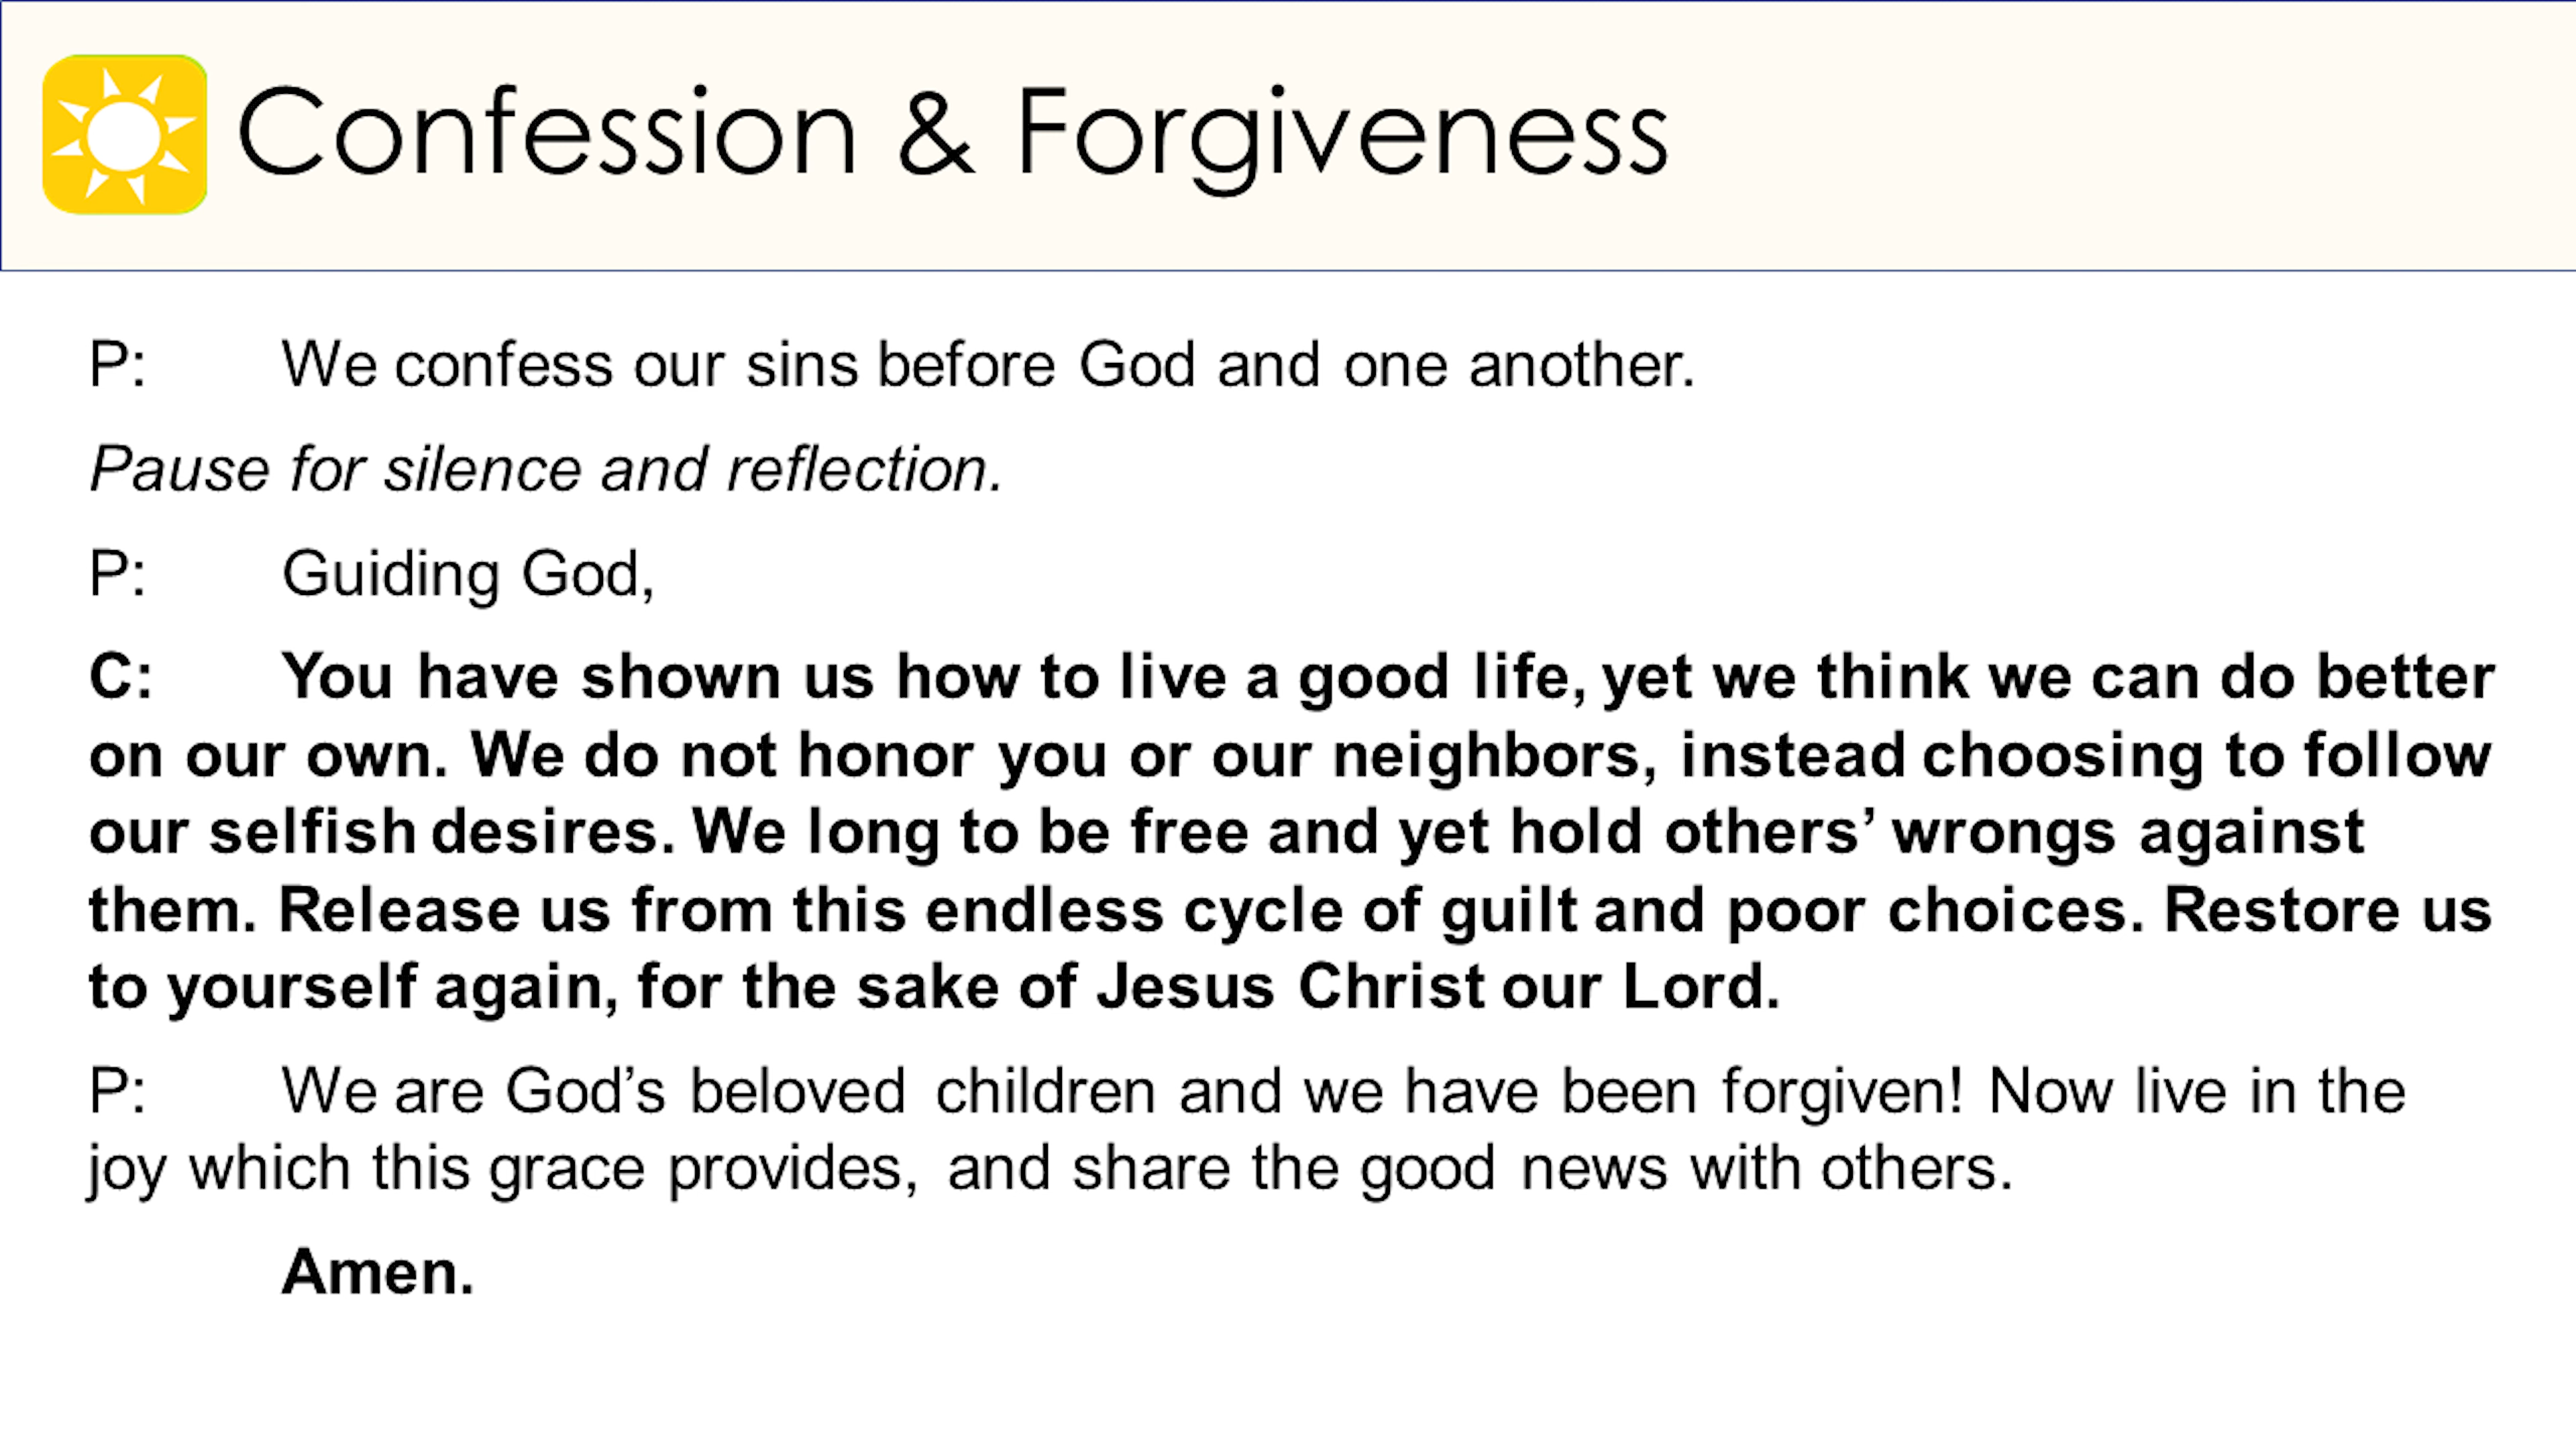 Confession & Forgiveness
P: We confess our sins before God and one another.
Pause for silence and reflection.
P: Guiding God,
C: You have shown us how to live a good life, yet we think we can do better
on our own. We do not honor you or our neighbors, instead choosing to follow
our selfish desires. We long to be free and yet hold others’ wrongs against
them. Release us from this endless cycle of guilt and poor choices. Restore us
to yourself again, for the sake of Jesus Christ our Lord.
P: We are God’s beloved children and we have been forgiven! Now live in the
joy which this grace provides, and share the good news with others.
Amen.